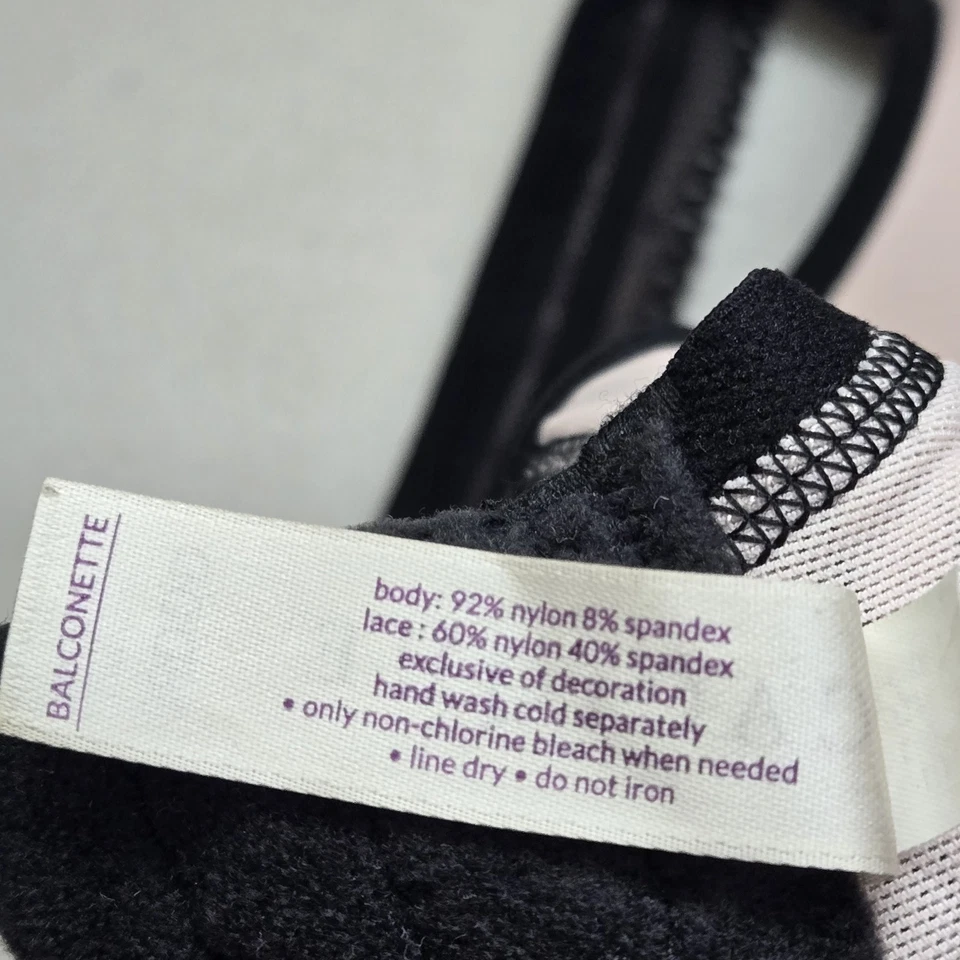 BALCONETTE
body: 92% nylon 8% spandex
lace : 60% nylon 40% spandex
exclusive of decoration
hand wash cold separately
• only non-chlorine bleach when needed
• line dry • do not iron